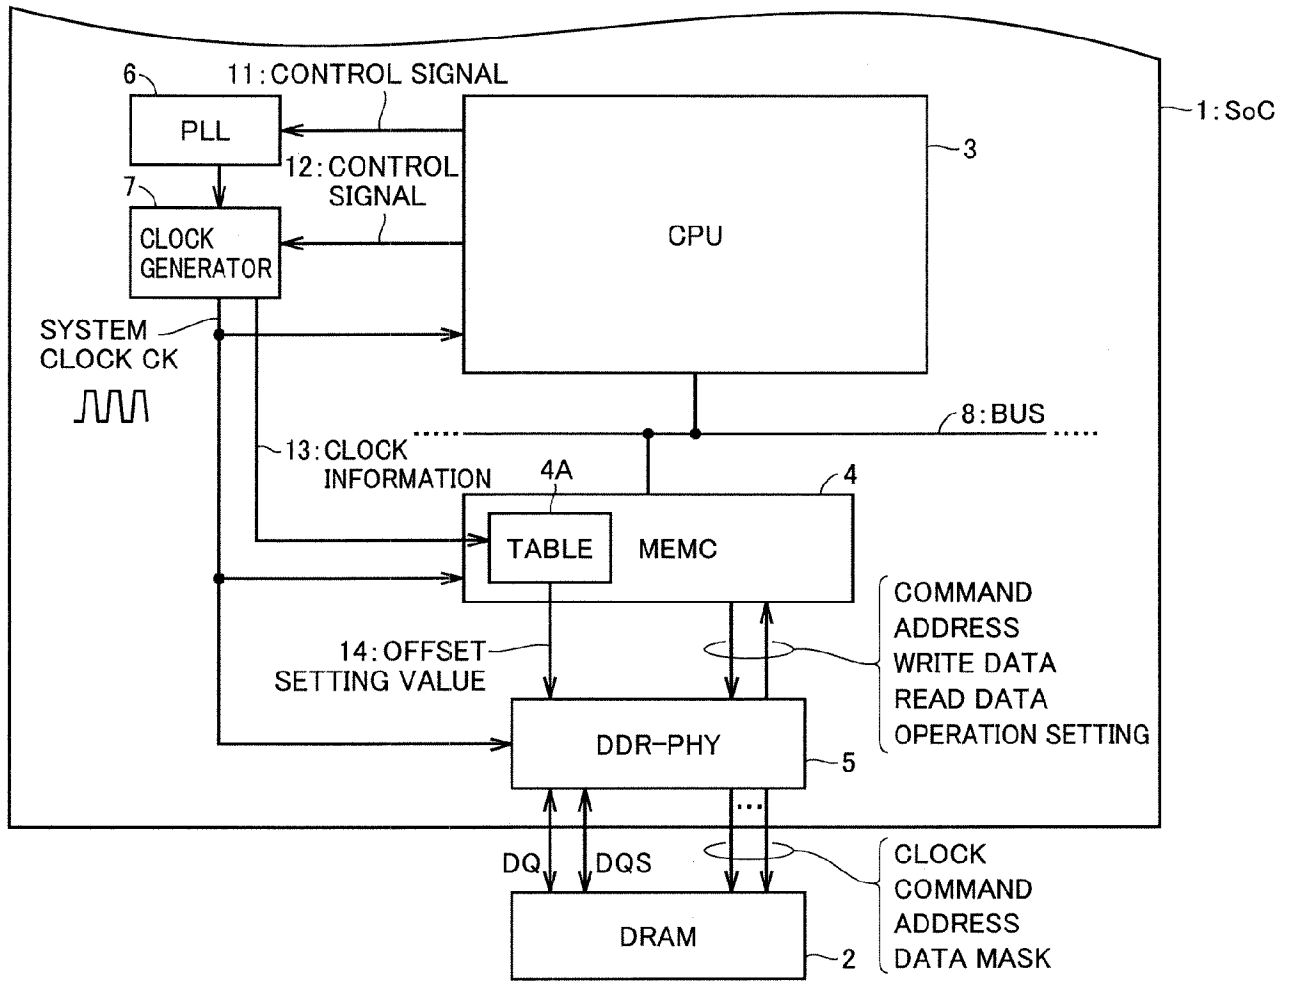 6
11:CONTROL SIGNAL
PLL
1:SoC
3
12:CONTROL
SIGNAL
7
CPU
CLOCK
GENERATOR
SYSTEM
CLOCK CK
8:BUS
13:CLOCK
INFORMATION
4A
4
TABLE
MEMC
COMMAND
ADDRESS
WRITE DATA
READ DATA
OPERATION SETTING
14:OFFSET
SETTING VALUE
DDR-PHY
5
DQ
DQS
CLOCK
COMMAND
ADDRESS
DATA MASK
DRAM
2